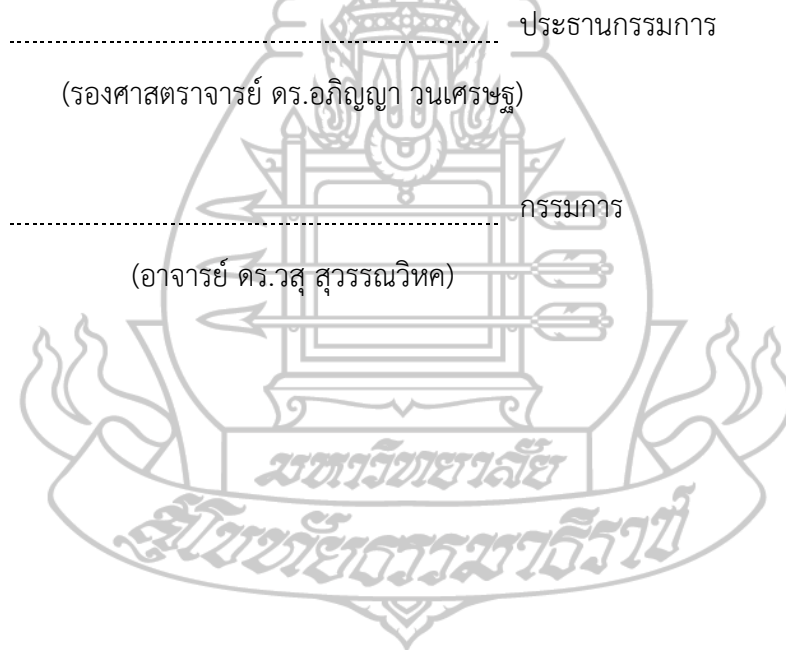 ประธานกรรมการ
(รองศาสตราจารย์ ดร.อภิญญา วนเศรษฐ)
กรรมการ
(อาจารย์ ดร.วสุ สุวรรณวิหค)
มหาวิทยาลัย
สุโขทัยธรรมาธิราช